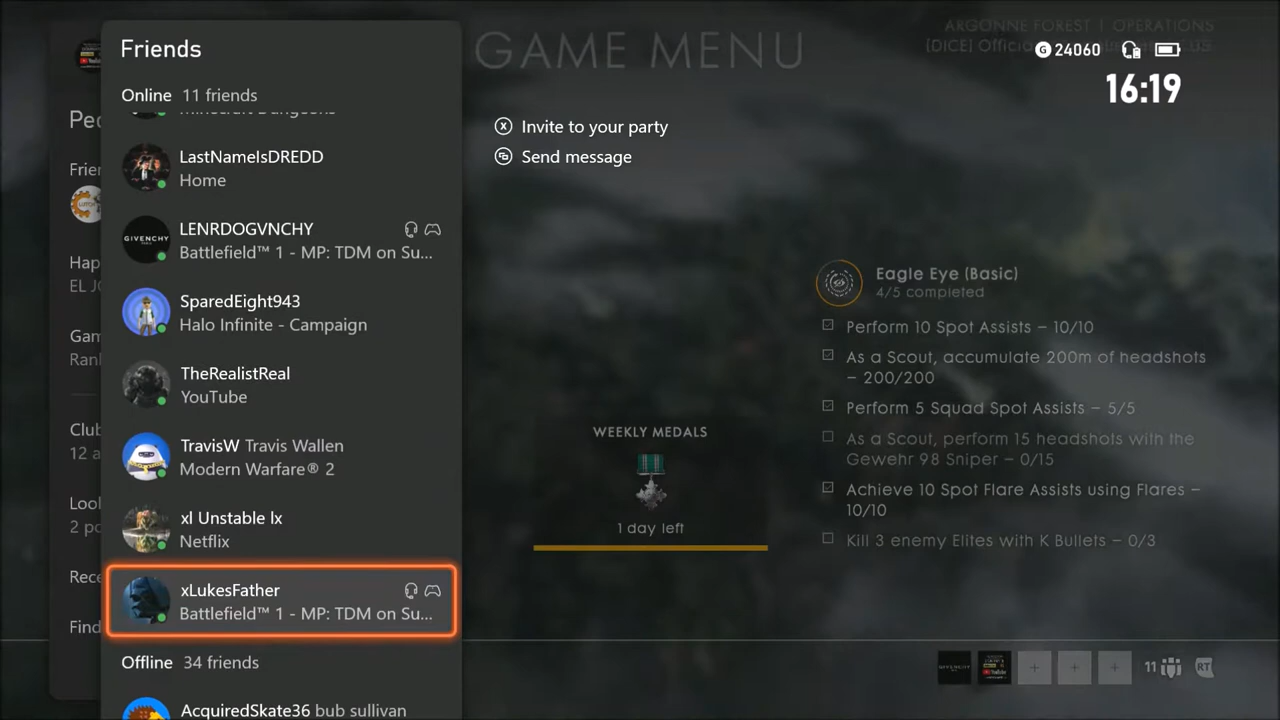 Friends
Online 11 friends
LastNameIsDREDD
Home
LENRDOGVNCHY
Battlefield™ 1 - MP: TDM on Su...
SparedEight943
Halo Infinite - Campaign
TheRealistReal
YouTube
TravisW Travis Wallen
Modern Warfare® 2
xl Unstable lx
Netflix
xLukesFather
Battlefield™ 1 - MP: TDM on Su...
Offline 34 friends
AcquiredSkate36 bub sullivan
GAME MENU
ARGONNE FOREST | OPERATIONS
G 24060
16:19
X Invite to your party
Send message
Eagle Eye (Basic)
4/5 completed
Perform 10 Spot Assists – 10/10
As a Scout, accumulate 200m of headshots
– 200/200
Perform 5 Squad Spot Assists – 5/5
As a Scout, perform 15 headshots with the
Gewehr 98 Sniper – 0/15
Achieve 10 Spot Flare Assists using Flares –
10/10
Kill 3 enemy Elites with K Bullets – 0/3
WEEKLY MEDALS
1 day left
GIVENCHY
11
RT